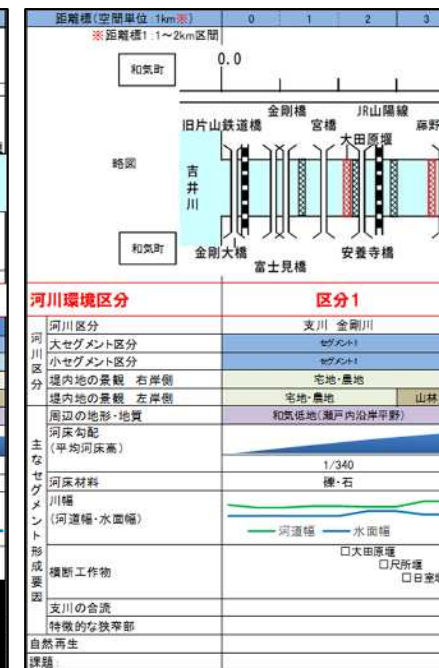 距離標(空間単位:1km※) 0 1 2 3
※距離標1:1～2km区間
和気町
0.0
金剛橋 JR山陽線
旧片山鉄道橋 宮橋 藤野
大田原堰
略図
吉井川
和気町
金剛大橋 安養寺橋
富士見橋
河川環境区分 区分1
河川区分
河川区分 支川 金剛川
大セグメント区分 セグメント1
小セグメント区分 セグメント1
堤内地の景観 右岸側 宅地・農地
堤内地の景観 左岸側 宅地・農地 山林
主なセグメント形成要因
周辺の地形・地質 和気低地(瀬戸内沿岸平野)
河床勾配
(平均河床高)
1/340
河床材料 礫・石
川幅
(河道幅・水面幅)
河道幅 水面幅
横断工作物
□大田原堰
□尺所堰
□日室堰
支川の合流
特徴的な狭窄部
自然再生
課題: